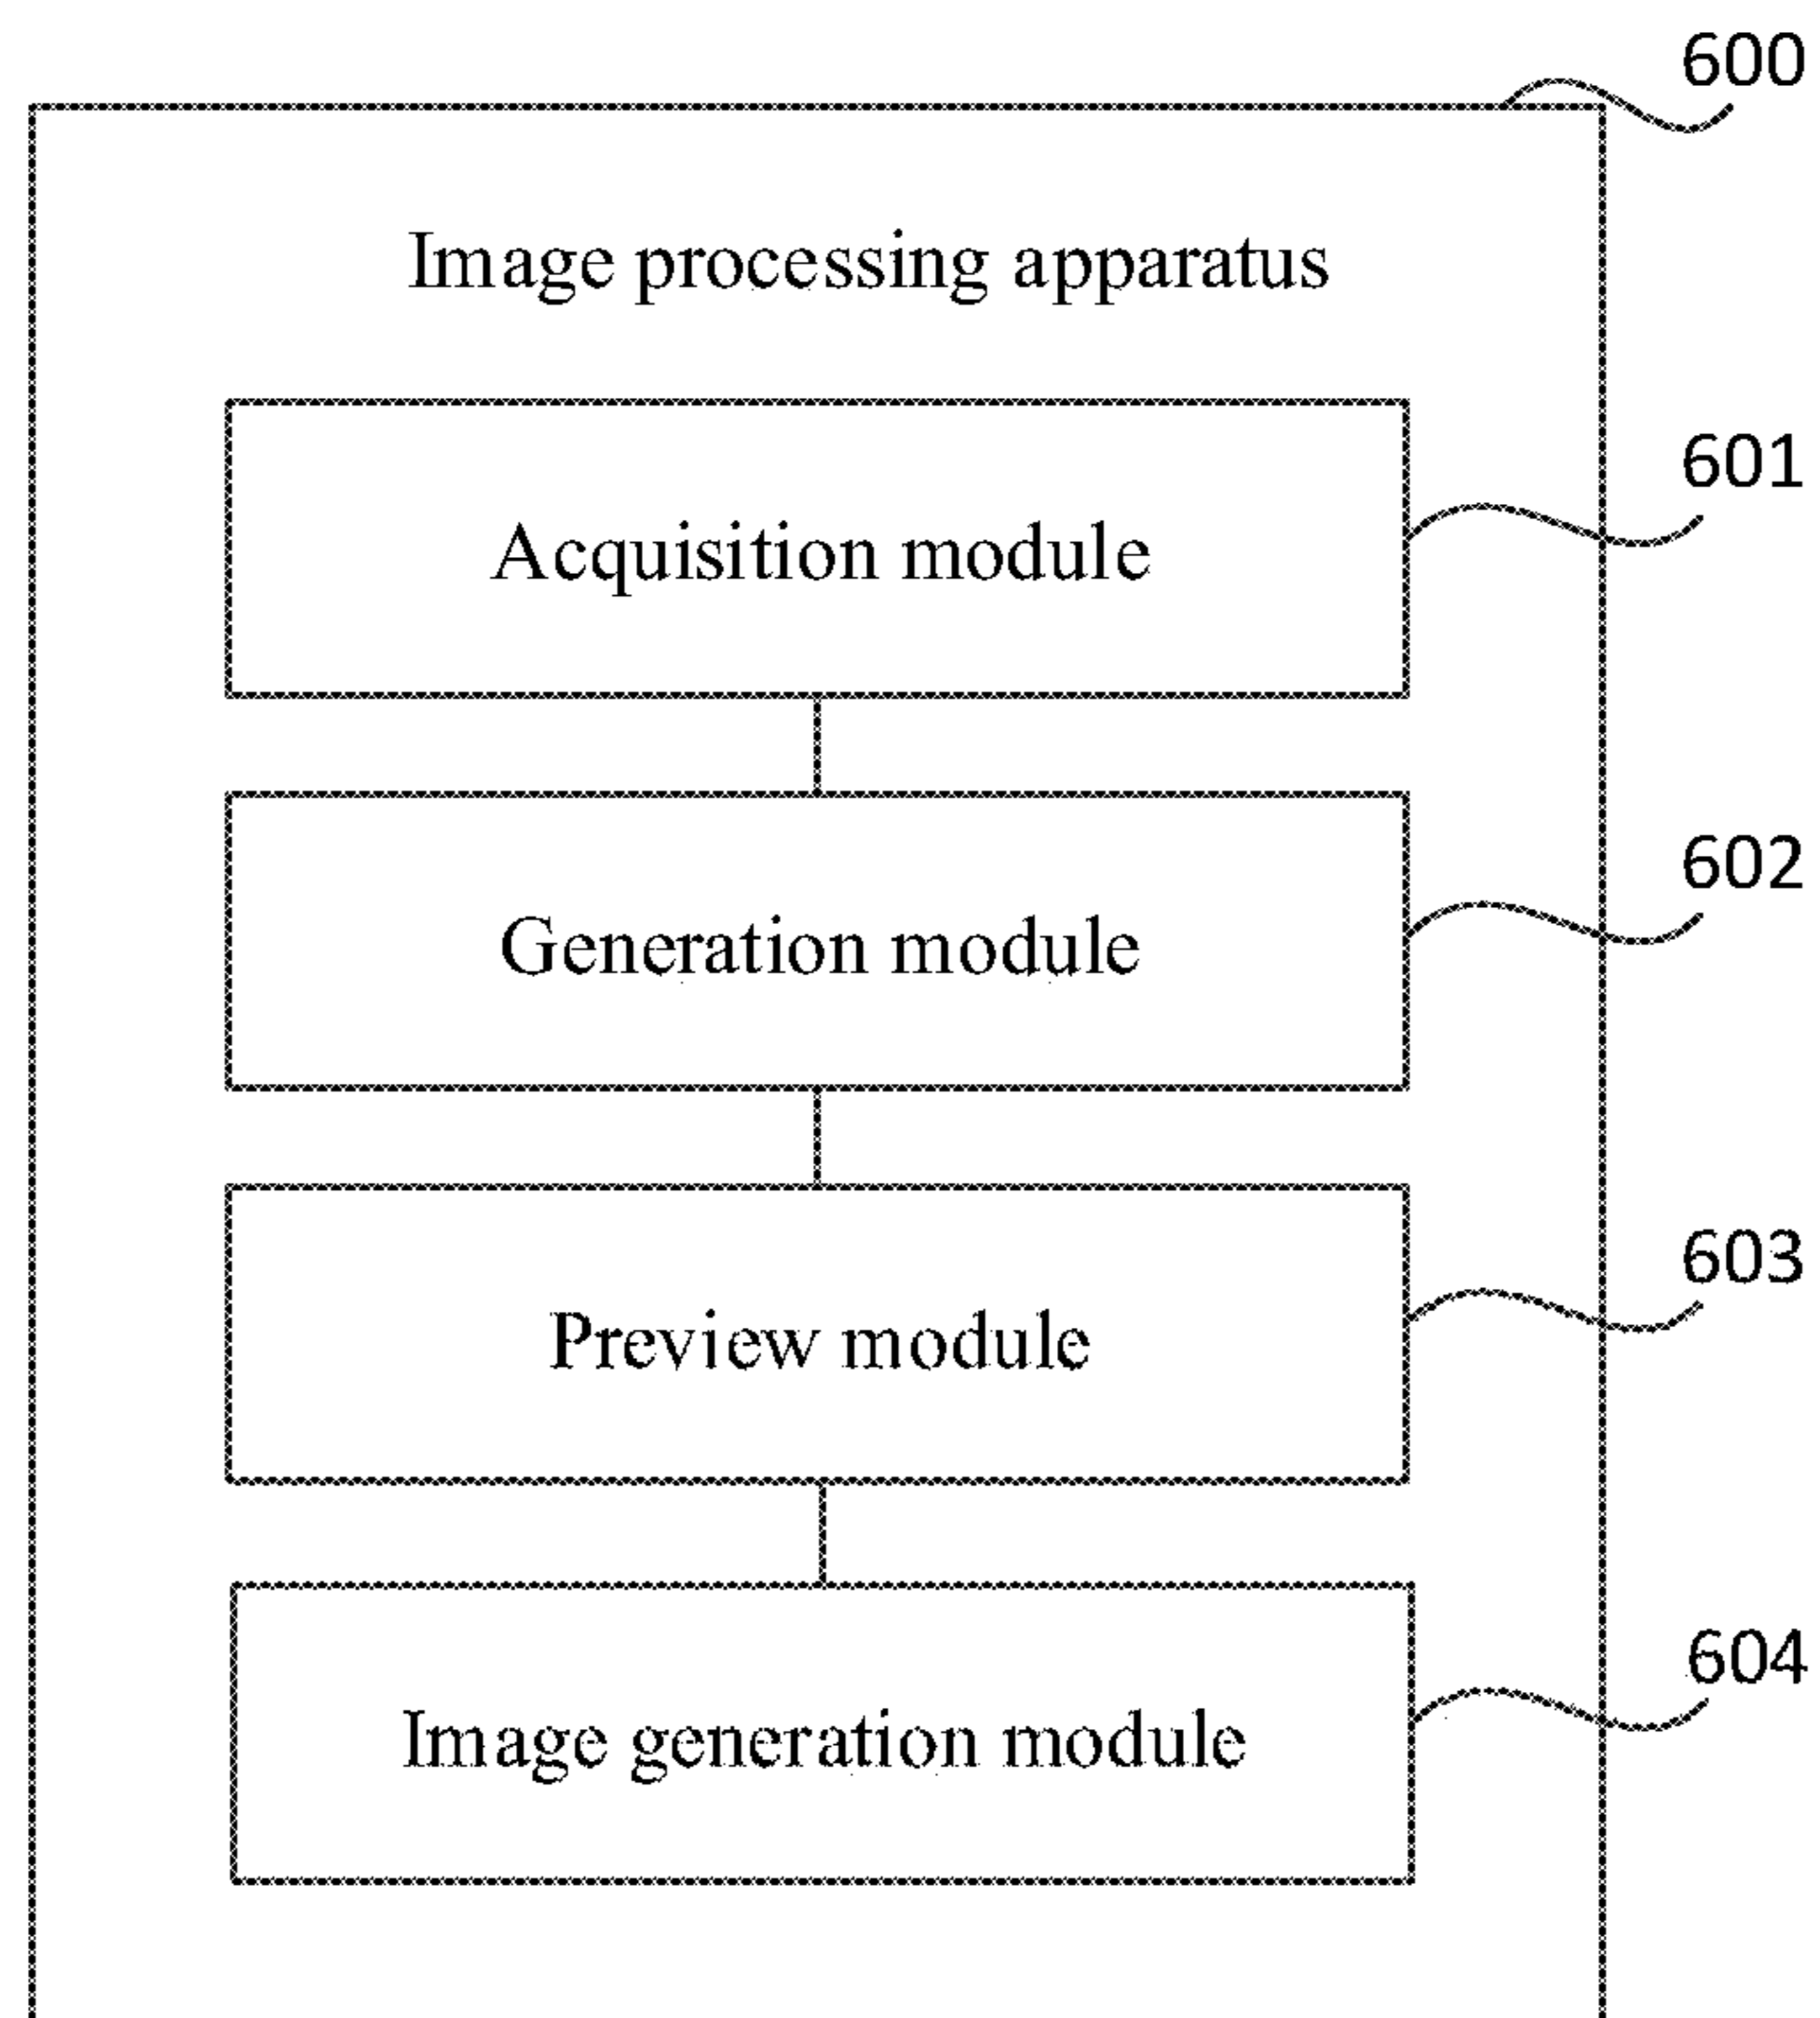 600
Image processing apparatus
601
Acquisition module
602
Generation module
603
Preview module
604
Image generation module